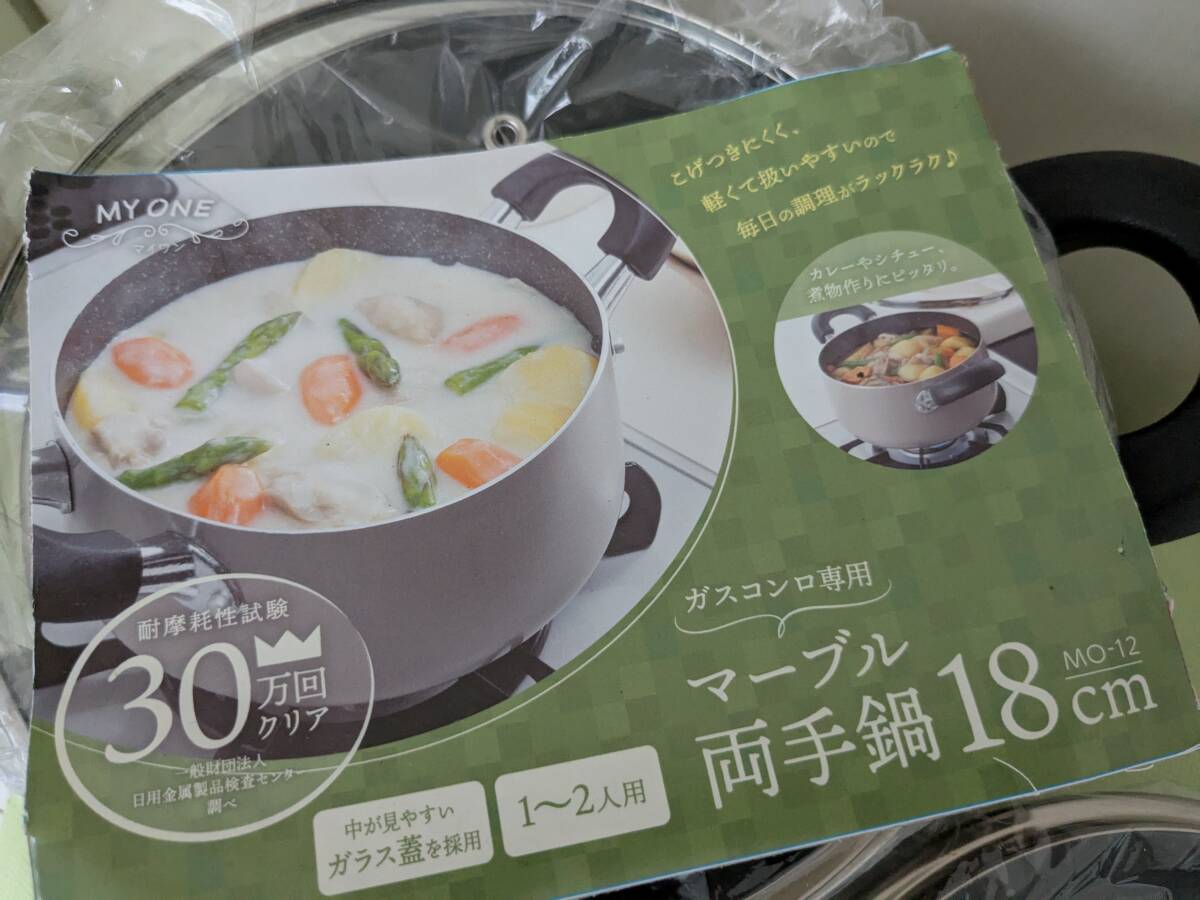 MY ONE
マイワン
こげつきにくく、
軽くて扱いやすいので
毎日の調理がラックラク♪
カレーやシチュー、
煮物作りにピッタリ。
耐摩耗性試験
30万回
クリア
一般財団法人
日用金属製品検査センター
調べ
中が見やすい
ガラス蓋を採用
1〜2人用
ガスコンロ専用
マーブル
両手鍋18cm
MO-12